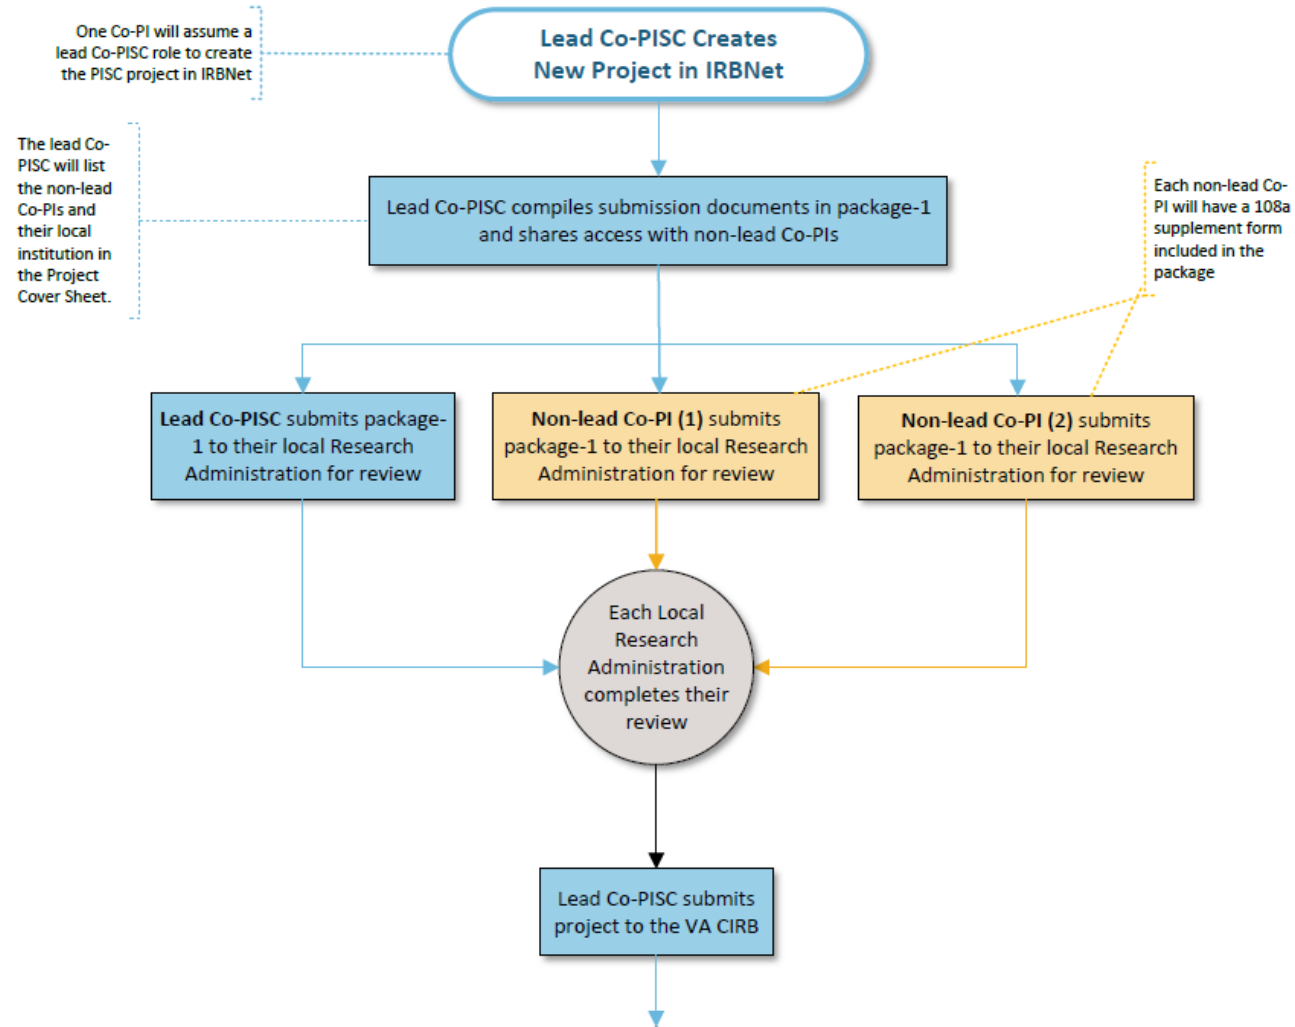 One Co-PI will assume a
lead Co-PISC role to create
the PISC project in IRBNet
Lead Co-PISC Creates
New Project in IRBNet
The lead Co-
PISC will list
the non-lead
Co-PIs and
their local
institution in
the Project
Cover Sheet.
Lead Co-PISC compiles submission documents in package-1
and shares access with non-lead Co-PIs
Each non-lead Co-
PI will have a 108a
supplement form
included in the
package
Lead Co-PISC submits package-
1 to their local Research
Administration for review
Non-lead Co-PI (1) submits
package-1 to their local Research
Administration for review
Non-lead Co-PI (2) submits
package-1 to their local Research
Administration for review
Each Local
Research
Administration
completes their
review
Lead Co-PISC submits
project to the VA CIRB